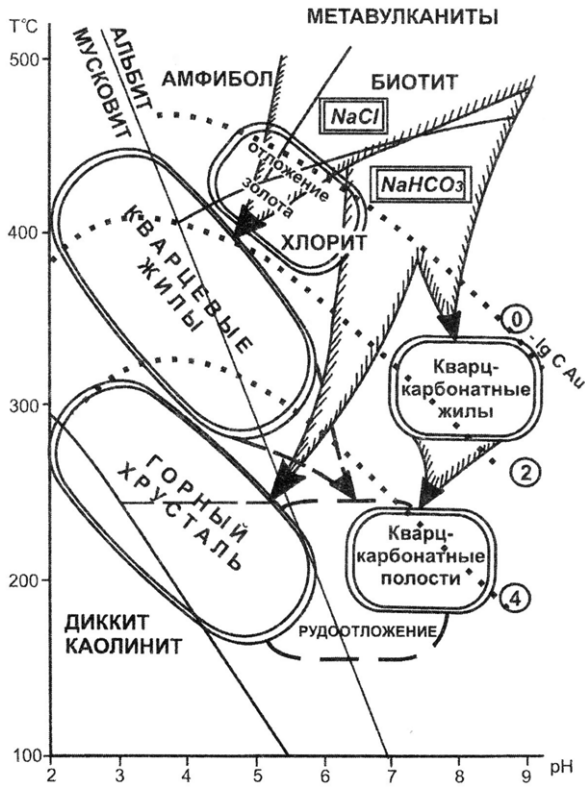 T°C
МЕТАВУЛКАНИТЫ
500
АЛЬБИТ
МУСКОВИТ
АМФИБОЛ
БИОТИТ
NaCl
отложение
золота
NaHCO₃
400
КВАРЦЕВЫЕ
ЖИЛЫ
ХЛОРИТ
0
-lg C Au
Кварц-
карбонатные
жилы
300
2
ГОРНЫЙ
ХРУСТАЛЬ
Кварц-
карбонатные
полости
200
4
ДИККИТ
КАОЛИНИТ
РУДООТЛОЖЕНИЕ
100
2 3 4 5 6 7 8 9 pH